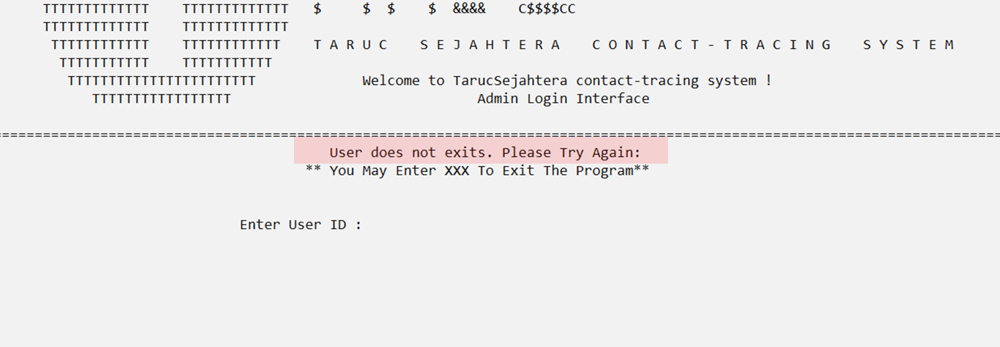 TTTTTTTTTTTTT    TTTTTTTTTTTTT   $     $  $    $  &&&&    C$$$$CC
TTTTTTTTTTTTT    TTTTTTTTTTTTT
TTTTTTTTTTTT    TTTTTTTTTTTT    T A R U C   S E J A H T E R A   C O N T A C T - T R A C I N G   S Y S T E M
TTTTTTTTTTT    TTTTTTTTTTT
TTTTTTTTTTTTTTTTTTTTTTT             Welcome to TarucSejahtera contact-tracing system !
TTTTTTTTTTTTTTTTT                              Admin Login Interface
==========================================================================================================================
User does not exits. Please Try Again:
** You May Enter XXX To Exit The Program**
Enter User ID :